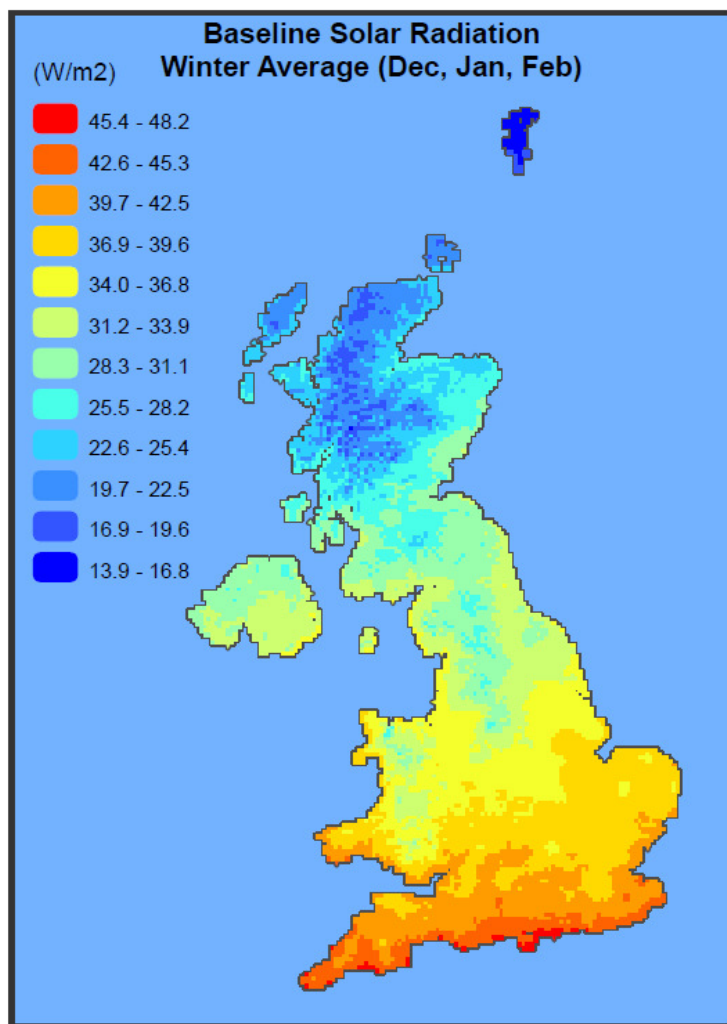 Baseline Solar Radiation
Winter Average (Dec, Jan, Feb)
(W/m2)
45.4 - 48.2
42.6 - 45.3
39.7 - 42.5
36.9 - 39.6
34.0 - 36.8
31.2 - 33.9
28.3 - 31.1
25.5 - 28.2
22.6 - 25.4
19.7 - 22.5
16.9 - 19.6
13.9 - 16.8